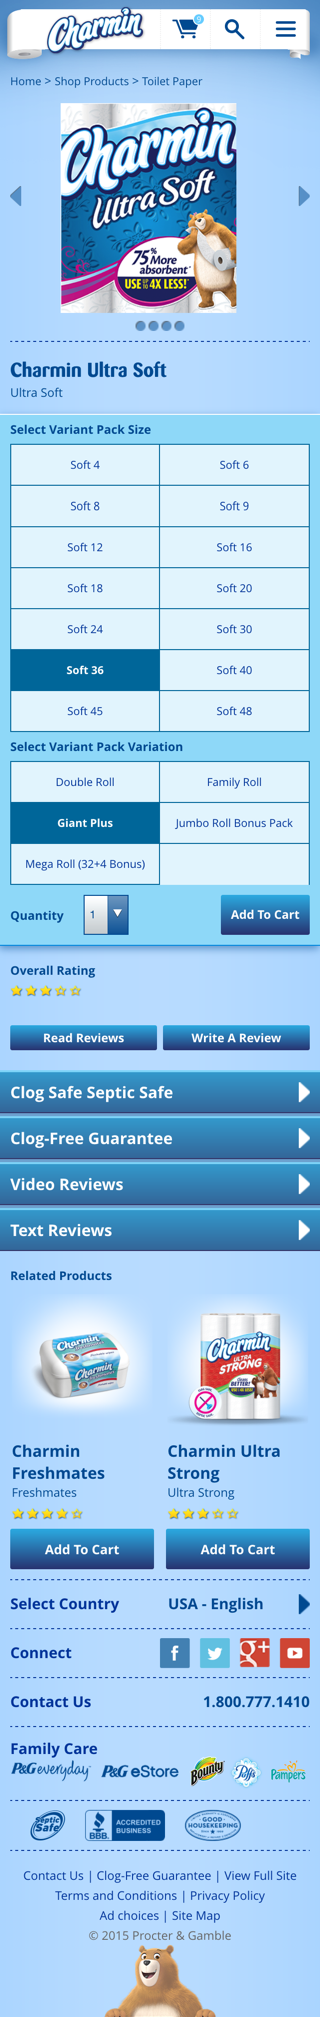 Charmin
9
Home > Shop Products > Toilet Paper
Charmin
Ultra Soft
75% More
absorbent*
USE UP TO 4X LESS!*
Charmin Ultra Soft
Ultra Soft
Select Variant Pack Size
Soft 4
Soft 6
Soft 8
Soft 9
Soft 12
Soft 16
Soft 18
Soft 20
Soft 24
Soft 30
Soft 36
Soft 40
Soft 45
Soft 48
Select Variant Pack Variation
Double Roll
Family Roll
Giant Plus
Jumbo Roll Bonus Pack
Mega Roll (32+4 Bonus)
Quantity
1
Add To Cart
Overall Rating
Read Reviews
Write A Review
Clog Safe Septic Safe
Clog-Free Guarantee
Video Reviews
Text Reviews
Related Products
Charmin
Charmin
Charmin
ULTRA
STRONG
Charmin
Freshmates
Freshmates
Charmin Ultra
Strong
Ultra Strong
Add To Cart
Add To Cart
Select Country
USA - English
Connect
f
g+
Contact Us
1.800.777.1410
Family Care
P&G everyday
P&G eStore
Bounty
Puffs
Pampers
Septic
Safe
BBB.
ACCREDITED
BUSINESS
GOOD
HOUSEKEEPING
Contact Us | Clog-Free Guarantee | View Full Site
Terms and Conditions | Privacy Policy
Ad choices | Site Map
© 2015 Procter & Gamble